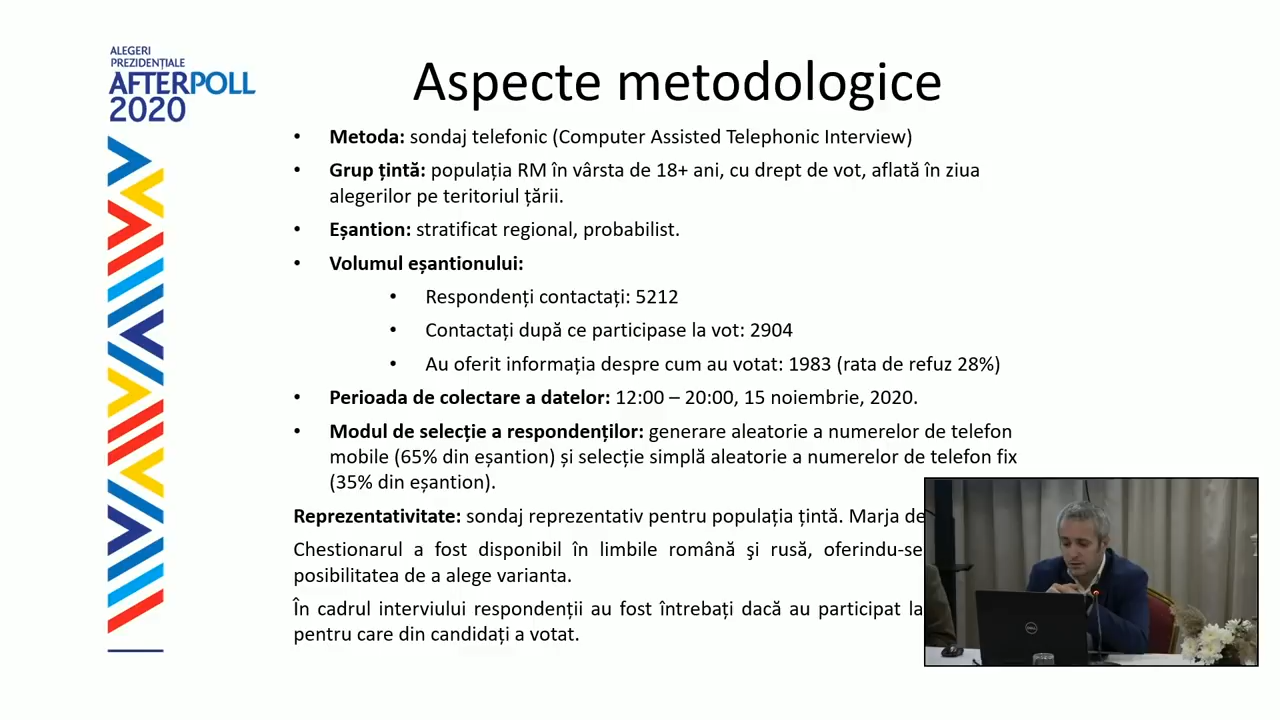 ALEGERI
PREZIDENȚIALE
AFTERPOLL
2020
Aspecte metodologice
• Metoda: sondaj telefonic (Computer Assisted Telephonic Interview)
• Grup țintă: populația RM în vârsta de 18+ ani, cu drept de vot, aflată în ziua
alegerilor pe teritoriul țării.
• Eșantion: stratificat regional, probabilist.
• Volumul eșantionului:
• Respondenți contactați: 5212
• Contactați după ce participase la vot: 2904
• Au oferit informația despre cum au votat: 1983 (rata de refuz 28%)
• Perioada de colectare a datelor: 12:00 – 20:00, 15 noiembrie, 2020.
• Modul de selecție a respondenților: generare aleatorie a numerelor de telefon
mobile (65% din eșantion) și selecție simplă aleatorie a numerelor de telefon fix
(35% din eșantion).
Reprezentativitate: sondaj reprezentativ pentru populația țintă. Marja de
Chestionarul a fost disponibil în limbile română şi rusă, oferindu-se
posibilitatea de a alege varianta.
În cadrul interviului respondenții au fost întrebați dacă au participat la
pentru care din candidați a votat.
DELL